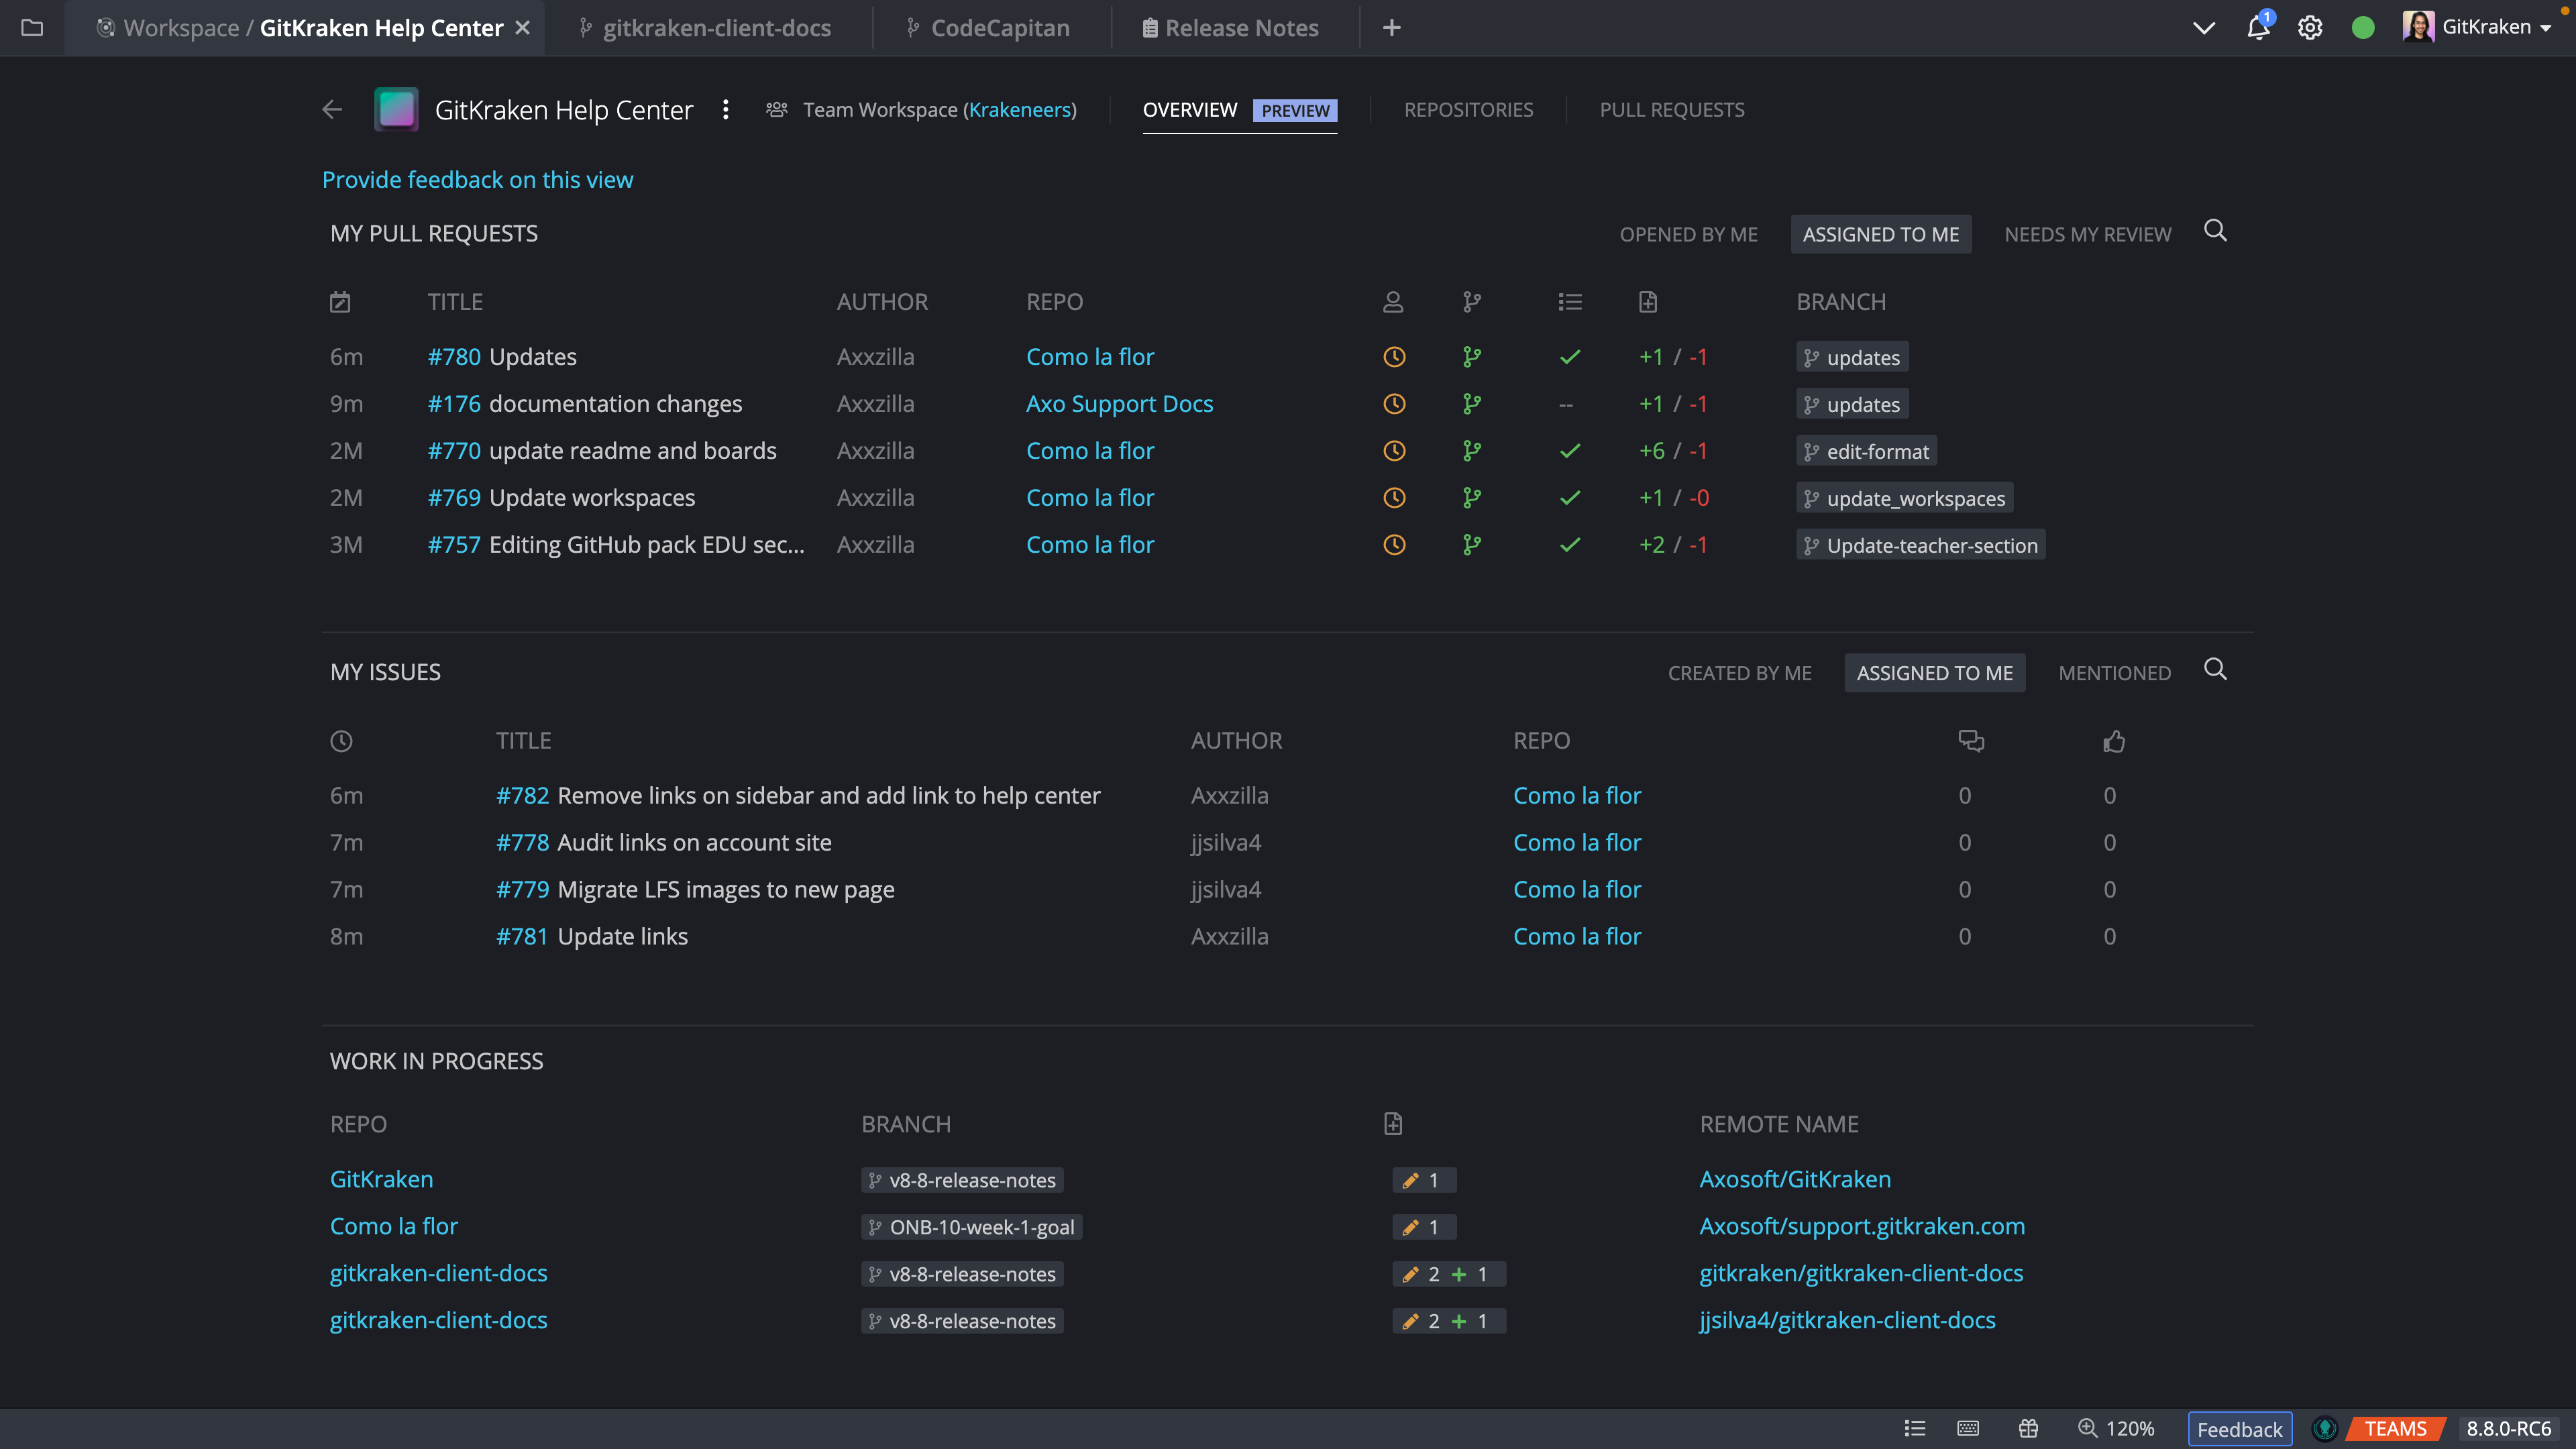 Workspace / GitKraken Help Center gitkraken-client-docs CodeCapitan Release Notes 1 GitKraken
GitKraken Help Center Team Workspace (Krakeneers) OVERVIEW PREVIEW REPOSITORIES PULL REQUESTS
Provide feedback on this view
MY PULL REQUESTS OPENED BY ME ASSIGNED TO ME NEEDS MY REVIEW
TITLE AUTHOR REPO BRANCH
6m #780 Updates Axxzilla Como la flor +1 / -1 updates
9m #176 documentation changes Axxzilla Axo Support Docs -- +1 / -1 updates
2M #770 update readme and boards Axxzilla Como la flor +6 / -1 edit-format
2M #769 Update workspaces Axxzilla Como la flor +1 / -0 update_workspaces
3M #757 Editing GitHub pack EDU sec... Axxzilla Como la flor +2 / -1 Update-teacher-section
MY ISSUES CREATED BY ME ASSIGNED TO ME MENTIONED
TITLE AUTHOR REPO
6m #782 Remove links on sidebar and add link to help center Axxzilla Como la flor 0 0
7m #778 Audit links on account site jjsilva4 Como la flor 0 0
7m #779 Migrate LFS images to new page jjsilva4 Como la flor 0 0
8m #781 Update links Axxzilla Como la flor 0 0
WORK IN PROGRESS
REPO BRANCH REMOTE NAME
GitKraken v8-8-release-notes 1 Axosoft/GitKraken
Como la flor ONB-10-week-1-goal 1 Axosoft/support.gitkraken.com
gitkraken-client-docs v8-8-release-notes 2 + 1 gitkraken/gitkraken-client-docs
gitkraken-client-docs v8-8-release-notes 2 + 1 jjsilva4/gitkraken-client-docs
120% Feedback TEAMS 8.8.0-RC6